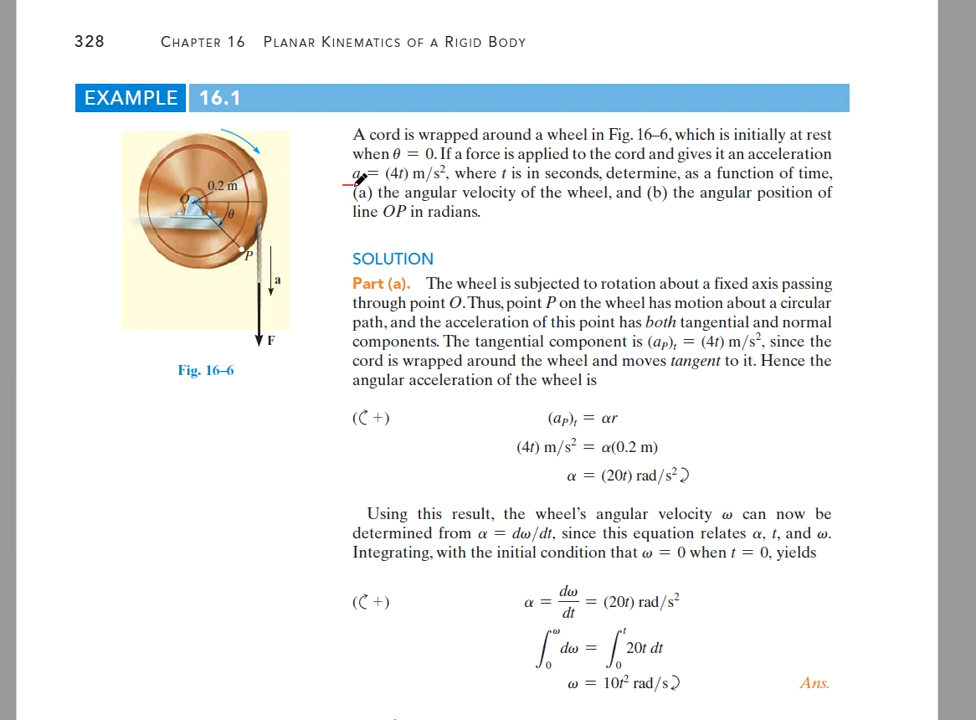 328 CHAPTER 16 PLANAR KINEMATICS OF A RIGID BODY
EXAMPLE 16.1
A cord is wrapped around a wheel in Fig. 16–6, which is initially at rest
when θ = 0. If a force is applied to the cord and gives it an acceleration
a = (4t) m/s², where t is in seconds, determine, as a function of time,
(a) the angular velocity of the wheel, and (b) the angular position of
line OP in radians.
0.2 m
O
θ
P
a
F
Fig. 16–6
SOLUTION
Part (a). The wheel is subjected to rotation about a fixed axis passing
through point O. Thus, point P on the wheel has motion about a circular
path, and the acceleration of this point has both tangential and normal
components. The tangential component is (aₚ)ₜ = (4t) m/s², since the
cord is wrapped around the wheel and moves tangent to it. Hence the
angular acceleration of the wheel is
(↻ +) (aₚ)ₜ = αr
(4t) m/s² = α(0.2 m)
α = (20t) rad/s² ↻
Using this result, the wheel's angular velocity ω can now be
determined from α = dω/dt, since this equation relates α, t, and ω.
Integrating, with the initial condition that ω = 0 when t = 0, yields
(↻ +) α = dω/dt = (20t) rad/s²
∫₀^ω dω = ∫₀^t 20t dt
ω = 10t² rad/s ↻ Ans.